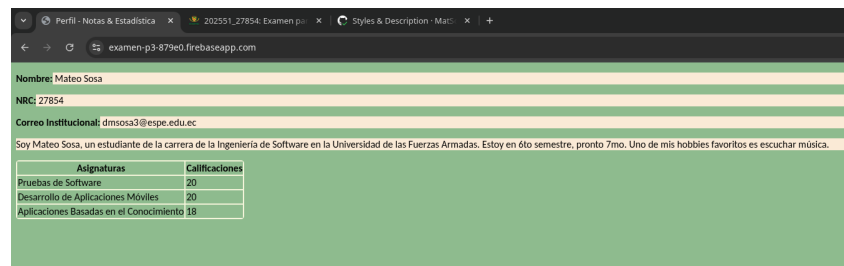 Perfil - Notas & Estadística
202551_27854: Examen pa
Styles & Description · MatS
examen-p3-879e0.firebaseapp.com
Nombre: Mateo Sosa
NRC: 27854
Correo Institucional: dmsosa3@espe.edu.ec
Soy Mateo Sosa, un estudiante de la carrera de la Ingeniería de Software en la Universidad de las Fuerzas Armadas. Estoy en 6to semestre, pronto 7mo. Uno de mis hobbies favoritos es escuchar música.
Asignaturas Calificaciones
Pruebas de Software 20
Desarrollo de Aplicaciones Móviles 20
Aplicaciones Basadas en el Conocimiento 18